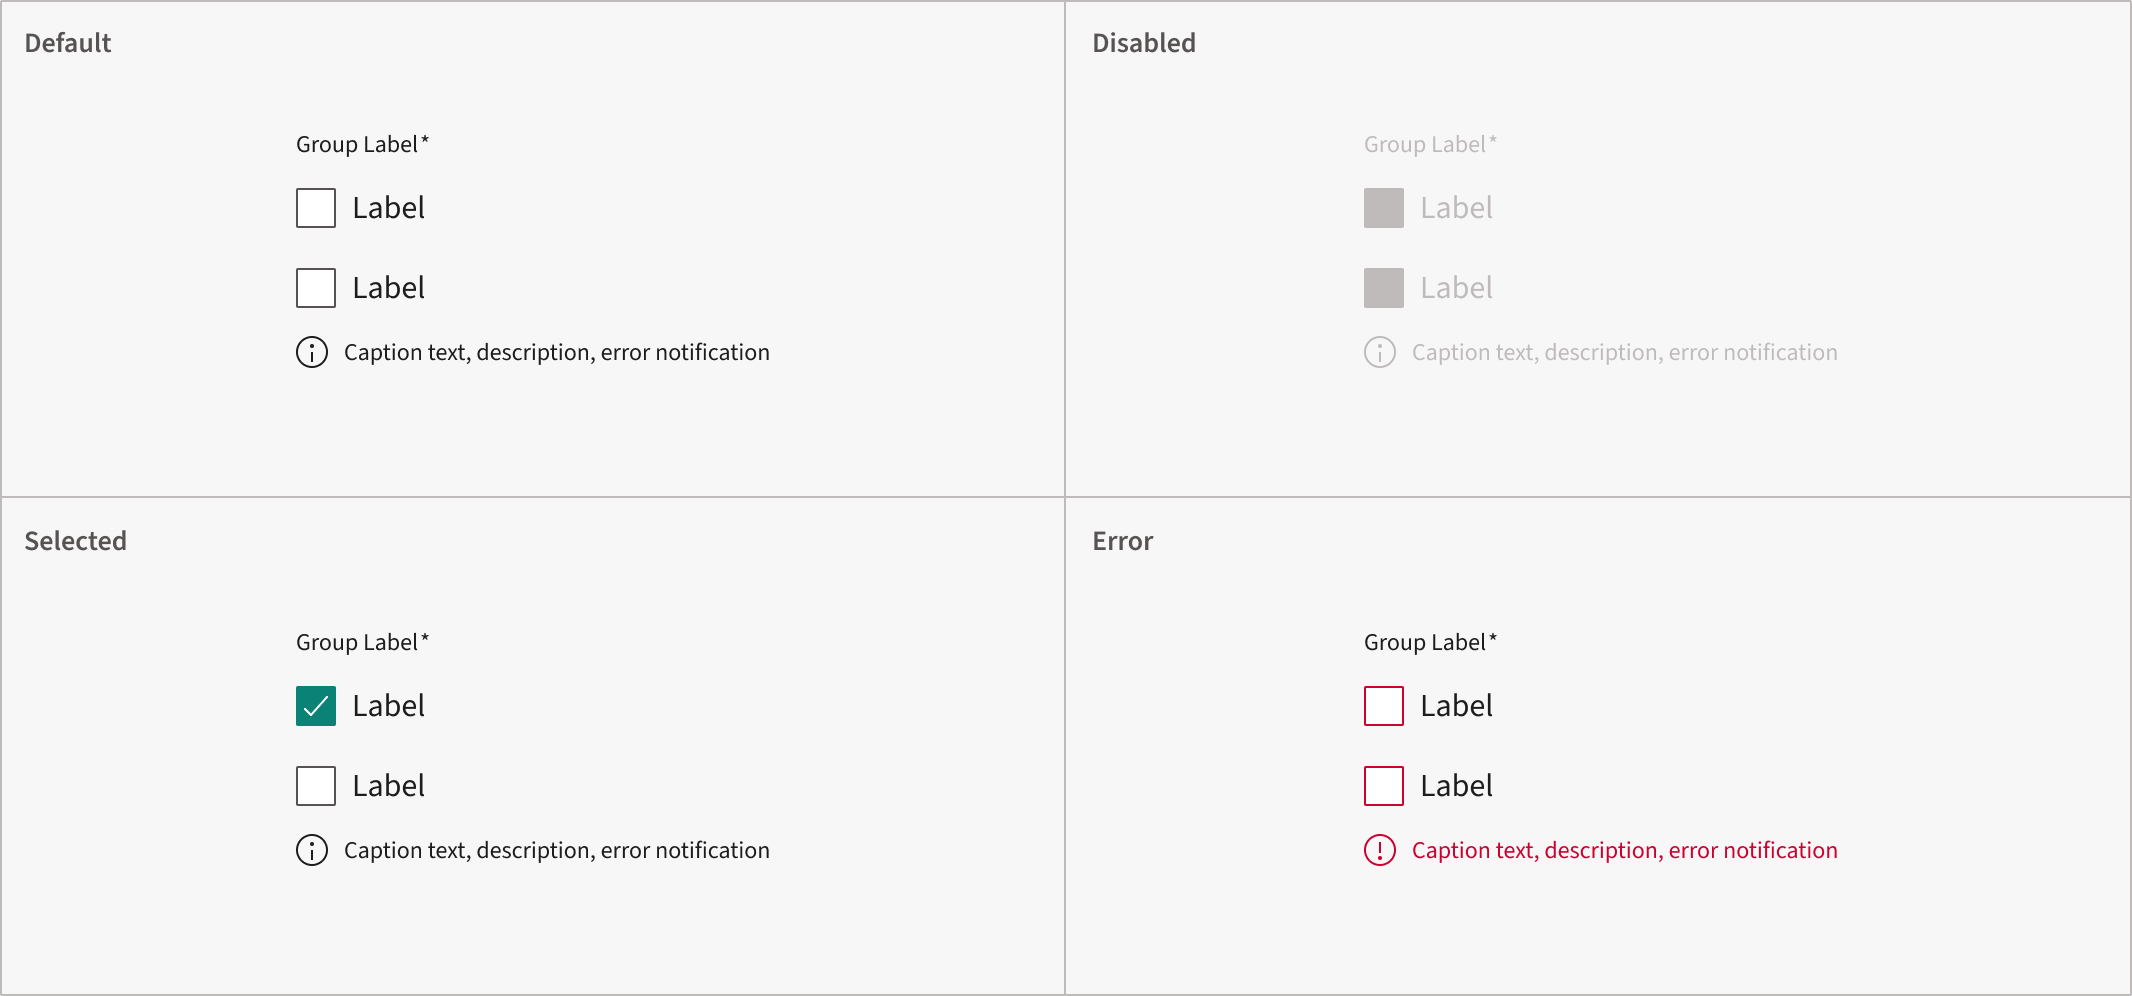 Default
Group Label*
Label
Label
Caption text, description, error notification
Disabled
Group Label*
Label
Label
Caption text, description, error notification
Selected
Group Label*
Label
Label
Caption text, description, error notification
Error
Group Label*
Label
Label
Caption text, description, error notification